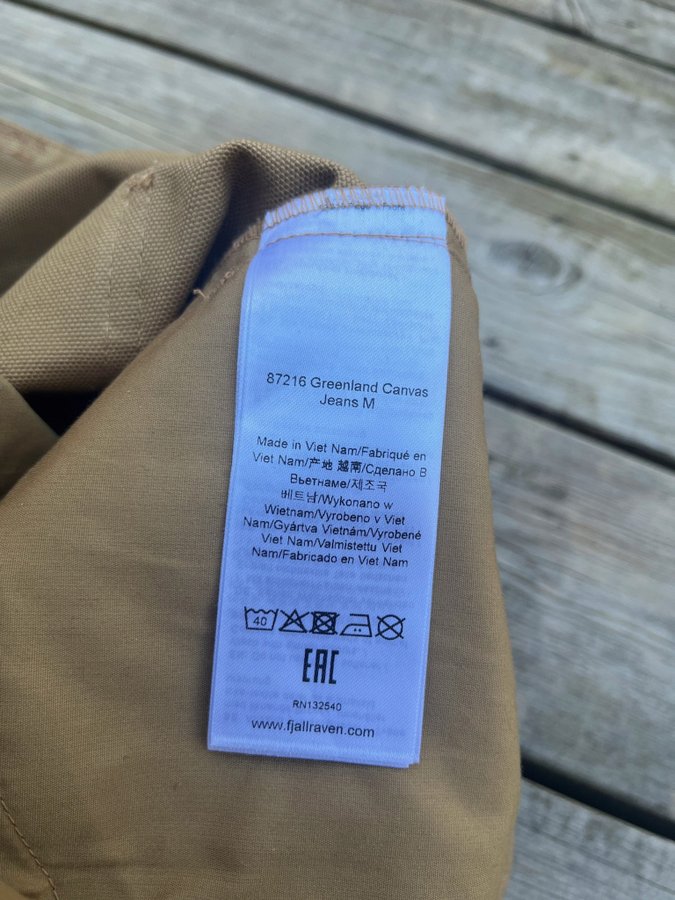 87216 Greenland Canvas
Jeans M
Made in Viet Nam/Fabriqué en
Viet Nam/产地 越南/Сделано В
Вьетнаме/제조국
베트남/Wykonano w
Wietnam/Vyrobeno v Viet
Nam/Gyártva Vietnám/Vyrobené
Viet Nam/Valmistettu Viet
Nam/Fabricado en Viet Nam
40
EAC
RN132540
www.fjallraven.com